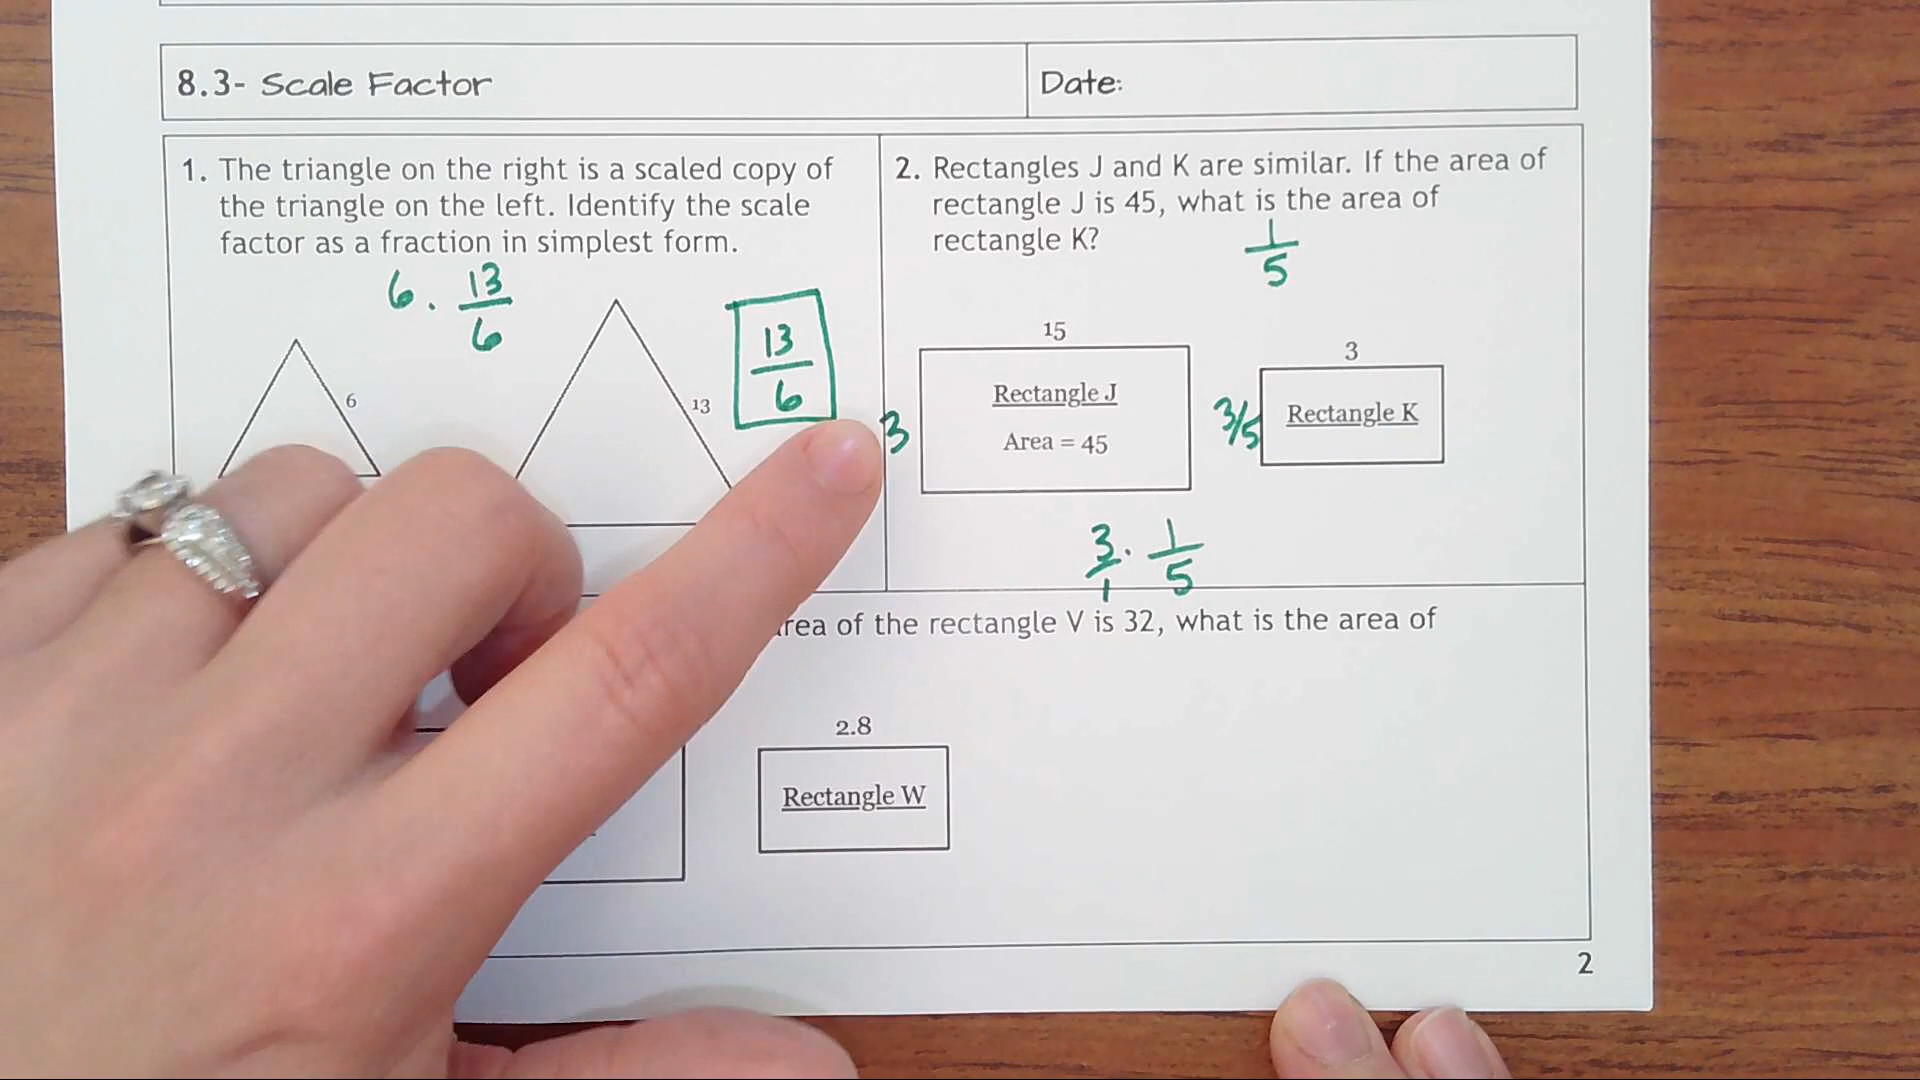 8.3- Scale Factor
Date:
1. The triangle on the right is a scaled copy of
the triangle on the left. Identify the scale
factor as a fraction in simplest form.
6 · 13/6
6
13
13/6
2. Rectangles J and K are similar. If the area of
rectangle J is 45, what is the area of
rectangle K?
1/5
15
3
Rectangle J
Area = 45
3
3/5
Rectangle K
3/1 · 1/5
area of the rectangle V is 32, what is the area of
2.8
Rectangle W
2